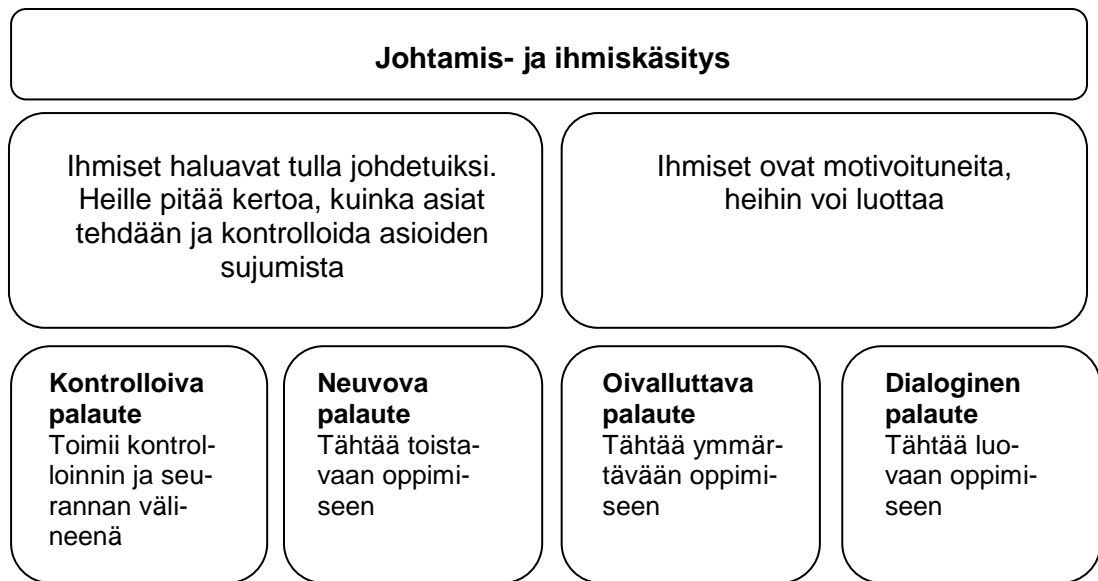 Johtamis- ja ihmiskäsitys
Ihmiset haluavat tulla johdetuiksi.
Heille pitää kertoa, kuinka asiat
tehdään ja kontrolloida asioiden
sujumista
Ihmiset ovat motivoituneita,
heihin voi luottaa
Kontrolloiva
palaute
Toimii kontrol-
loinnin ja seu-
rannan väli-
neenä
Neuvova
palaute
Tähtää toista-
vaan oppimi-
seen
Oivalluttava
palaute
Tähtää ymmär-
tävään oppimi-
seen
Dialoginen
palaute
Tähtää luo-
vaan oppimi-
seen